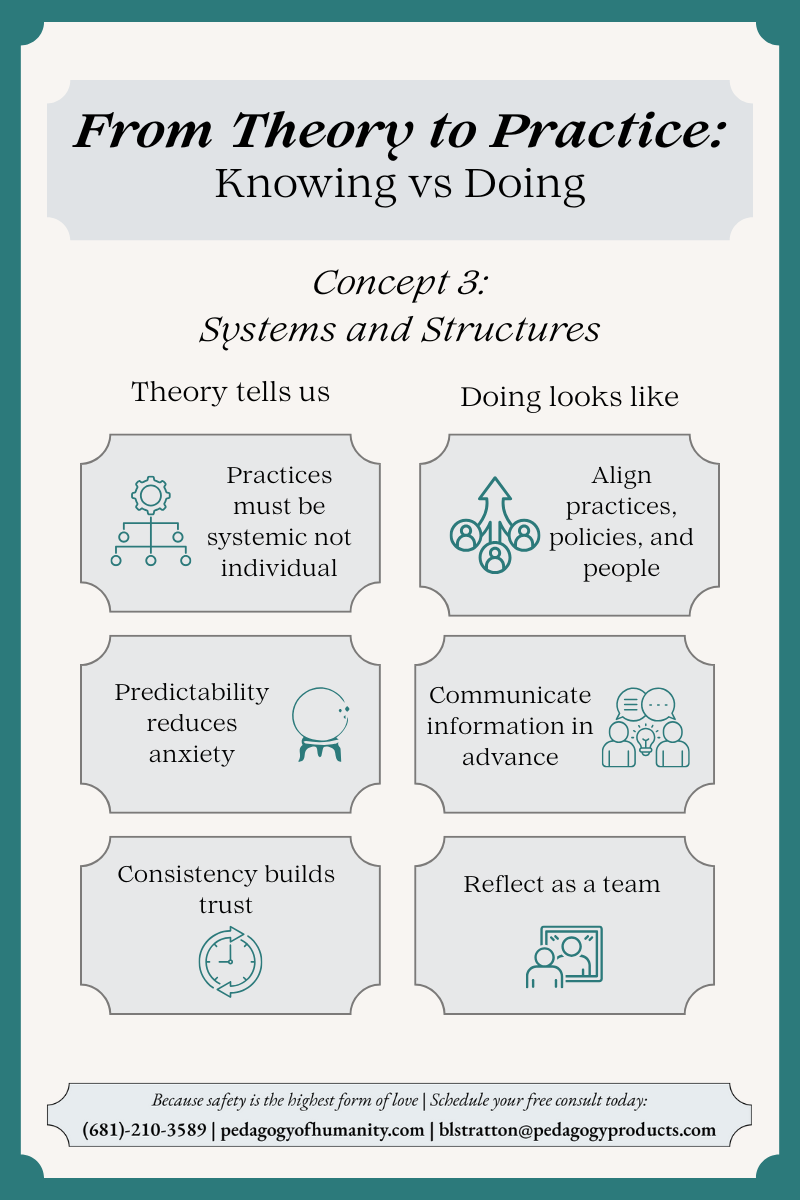 From Theory to Practice:
Knowing vs Doing
Concept 3:
Systems and Structures
Theory tells us
Doing looks like
Practices
must be
systemic not
individual
Align
practices,
policies, and
people
Predictability
reduces
anxiety
Communicate
information in
advance
Consistency builds
trust
Reflect as a team
Because safety is the highest form of love | Schedule your free consult today:
(681)-210-3589 | pedagogyofhumanity.com | blstratton@pedagogyproducts.com